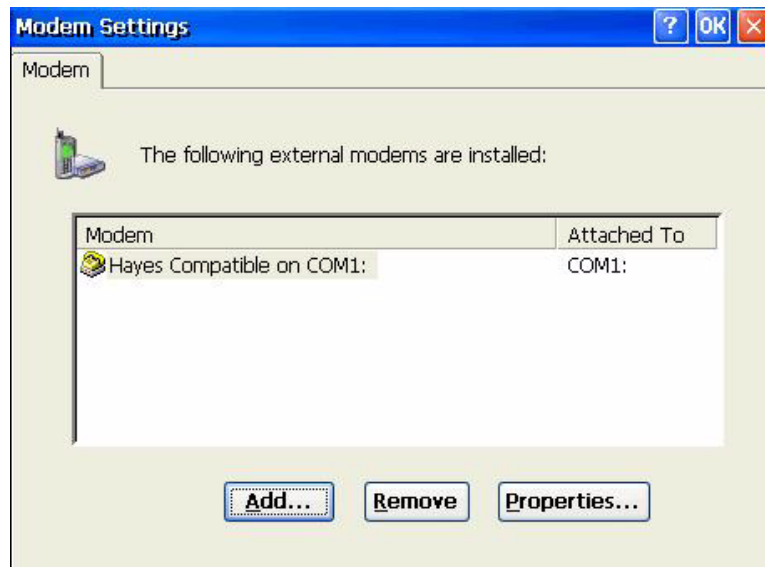 Modem Settings ? OK ×
Modem
The following external modems are installed:
Modem Attached To
Hayes Compatible on COM1: COM1:
Add... Remove Properties...